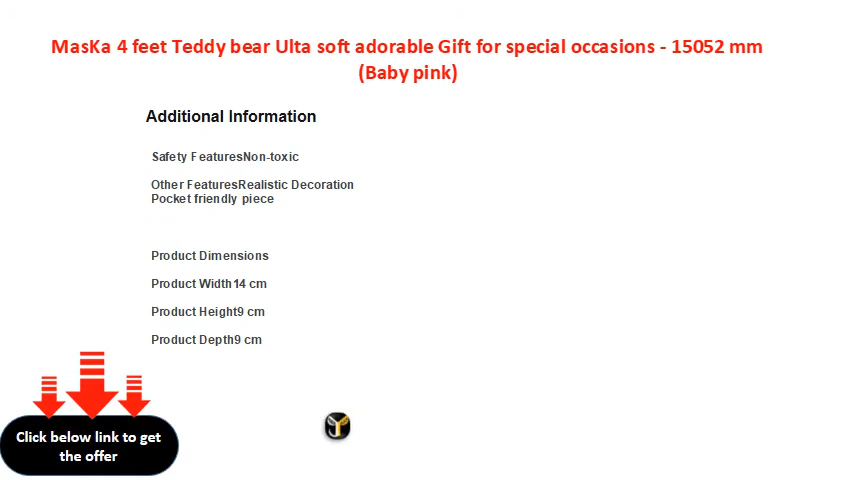 MasKa 4 feet Teddy bear Ulta soft adorable Gift for special occasions - 15052 mm
(Baby pink)
Additional Information
Safety FeaturesNon-toxic
Other FeaturesRealistic Decoration
Pocket friendly piece
Product Dimensions
Product Width14 cm
Product Height9 cm
Product Depth9 cm
Click below link to get
the offer